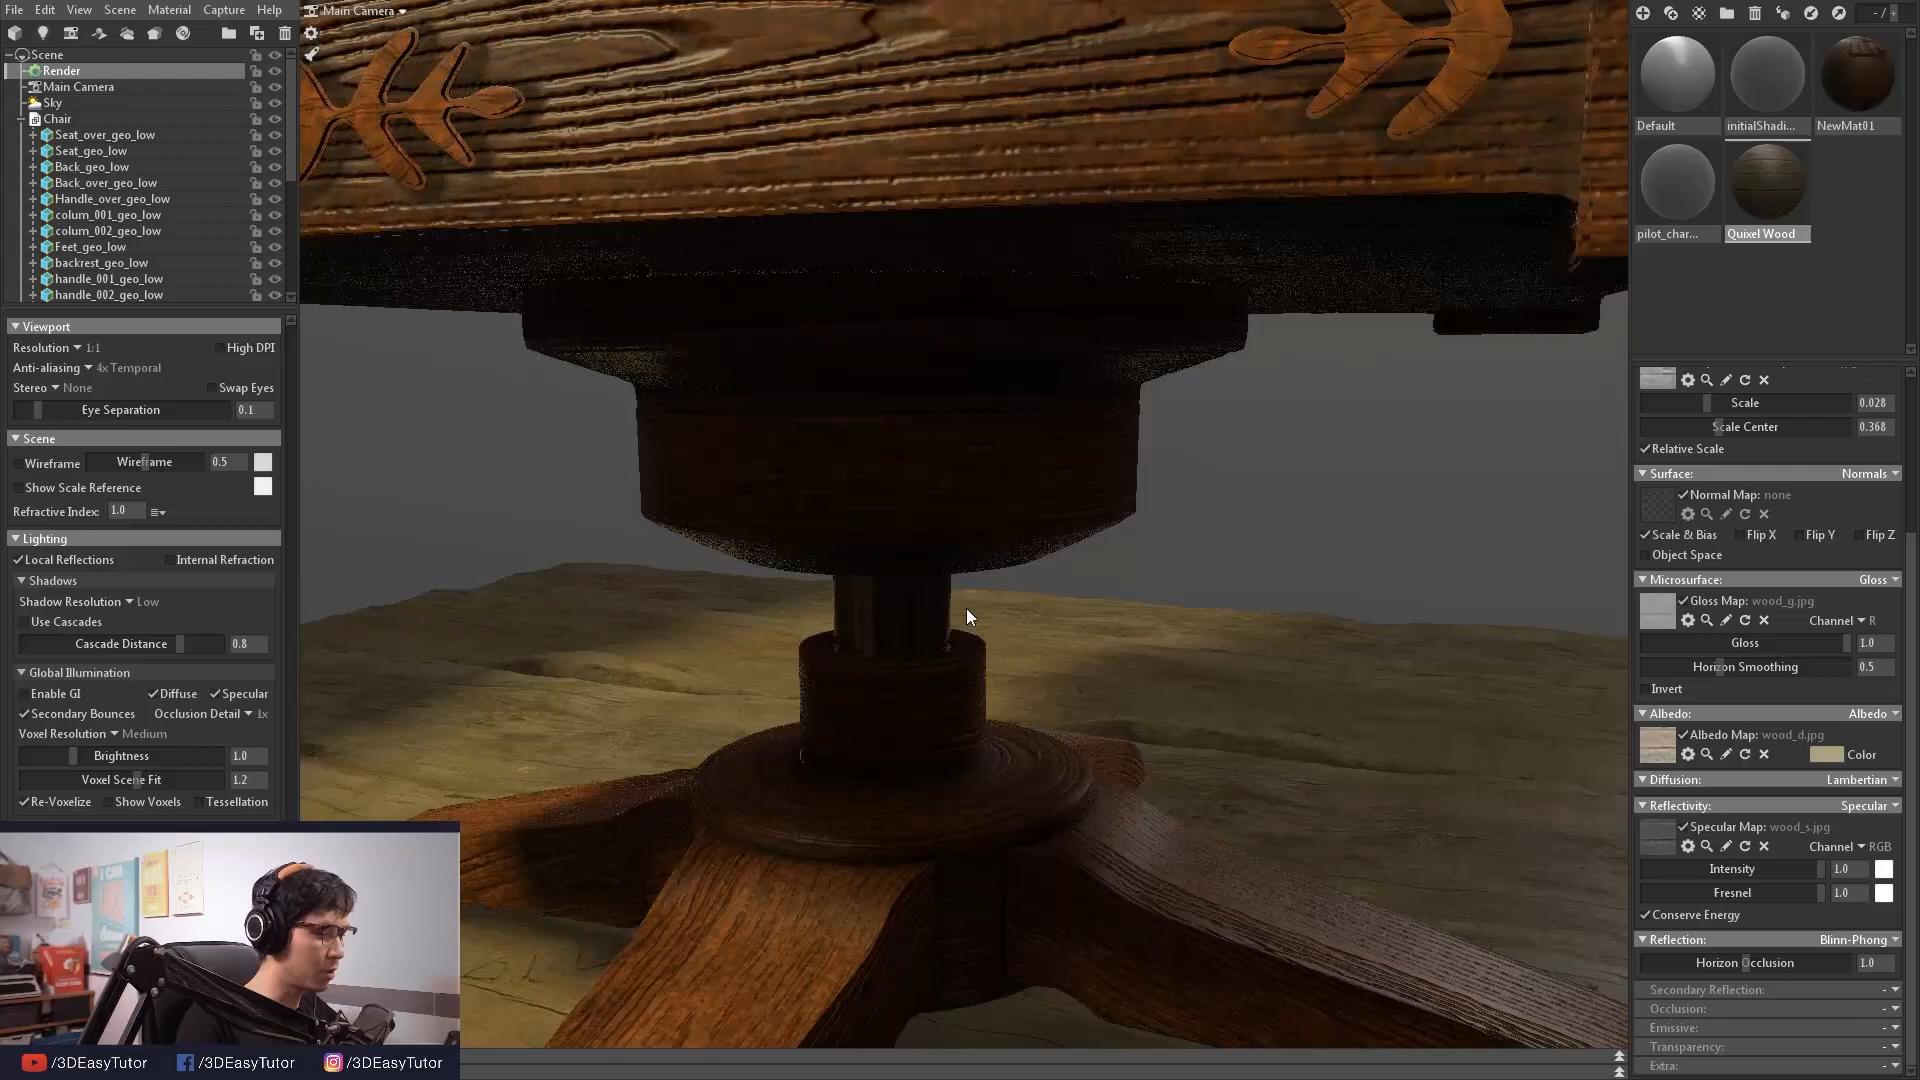 File Edit View Scene Material Capture Help
Main Camera
- /
Scene
Render
Main Camera
Sky
Chair
Seat_over_geo_low
Seat_geo_low
Back_geo_low
Back_over_geo_low
Handle_over_geo_low
colum_001_geo_low
colum_002_geo_low
Feet_geo_low
backrest_geo_low
handle_001_geo_low
handle_002_geo_low
Viewport
Resolution 1:1 High DPI
Anti-aliasing 4x Temporal
Stereo None Swap Eyes
Eye Separation 0.1
Scene
Wireframe Wireframe 0.5
Show Scale Reference
Refractive Index: 1.0
Lighting
Local Reflections Internal Refraction
Shadows
Shadow Resolution Low
Use Cascades
Cascade Distance 0.8
Global Illumination
Enable GI Diffuse Specular
Secondary Bounces Occlusion Detail 1x
Voxel Resolution Medium
Brightness 1.0
Voxel Scene Fit 1.2
Re-Voxelize Show Voxels Tessellation
/3DEasyTutor /3DEasyTutor /3DEasyTutor
Default initialShadi... NewMat01
pilot_char... Quixel Wood
Scale 0.028
Scale Center 0.368
Relative Scale
Surface: Normals
Normal Map: none
Scale & Bias Flip X Flip Y Flip Z
Object Space
Microsurface: Gloss
Gloss Map: wood_g.jpg
Channel R
Gloss 1.0
Horizon Smoothing 0.5
Invert
Albedo: Albedo
Albedo Map: wood_d.jpg
Color
Diffusion: Lambertian
Reflectivity: Specular
Specular Map: wood_s.jpg
Channel RGB
Intensity 1.0
Fresnel 1.0
Conserve Energy
Reflection: Blinn-Phong
Horizon Occlusion 1.0
Secondary Reflection: -
Occlusion: -
Emissive: -
Transparency: -
Extra: -